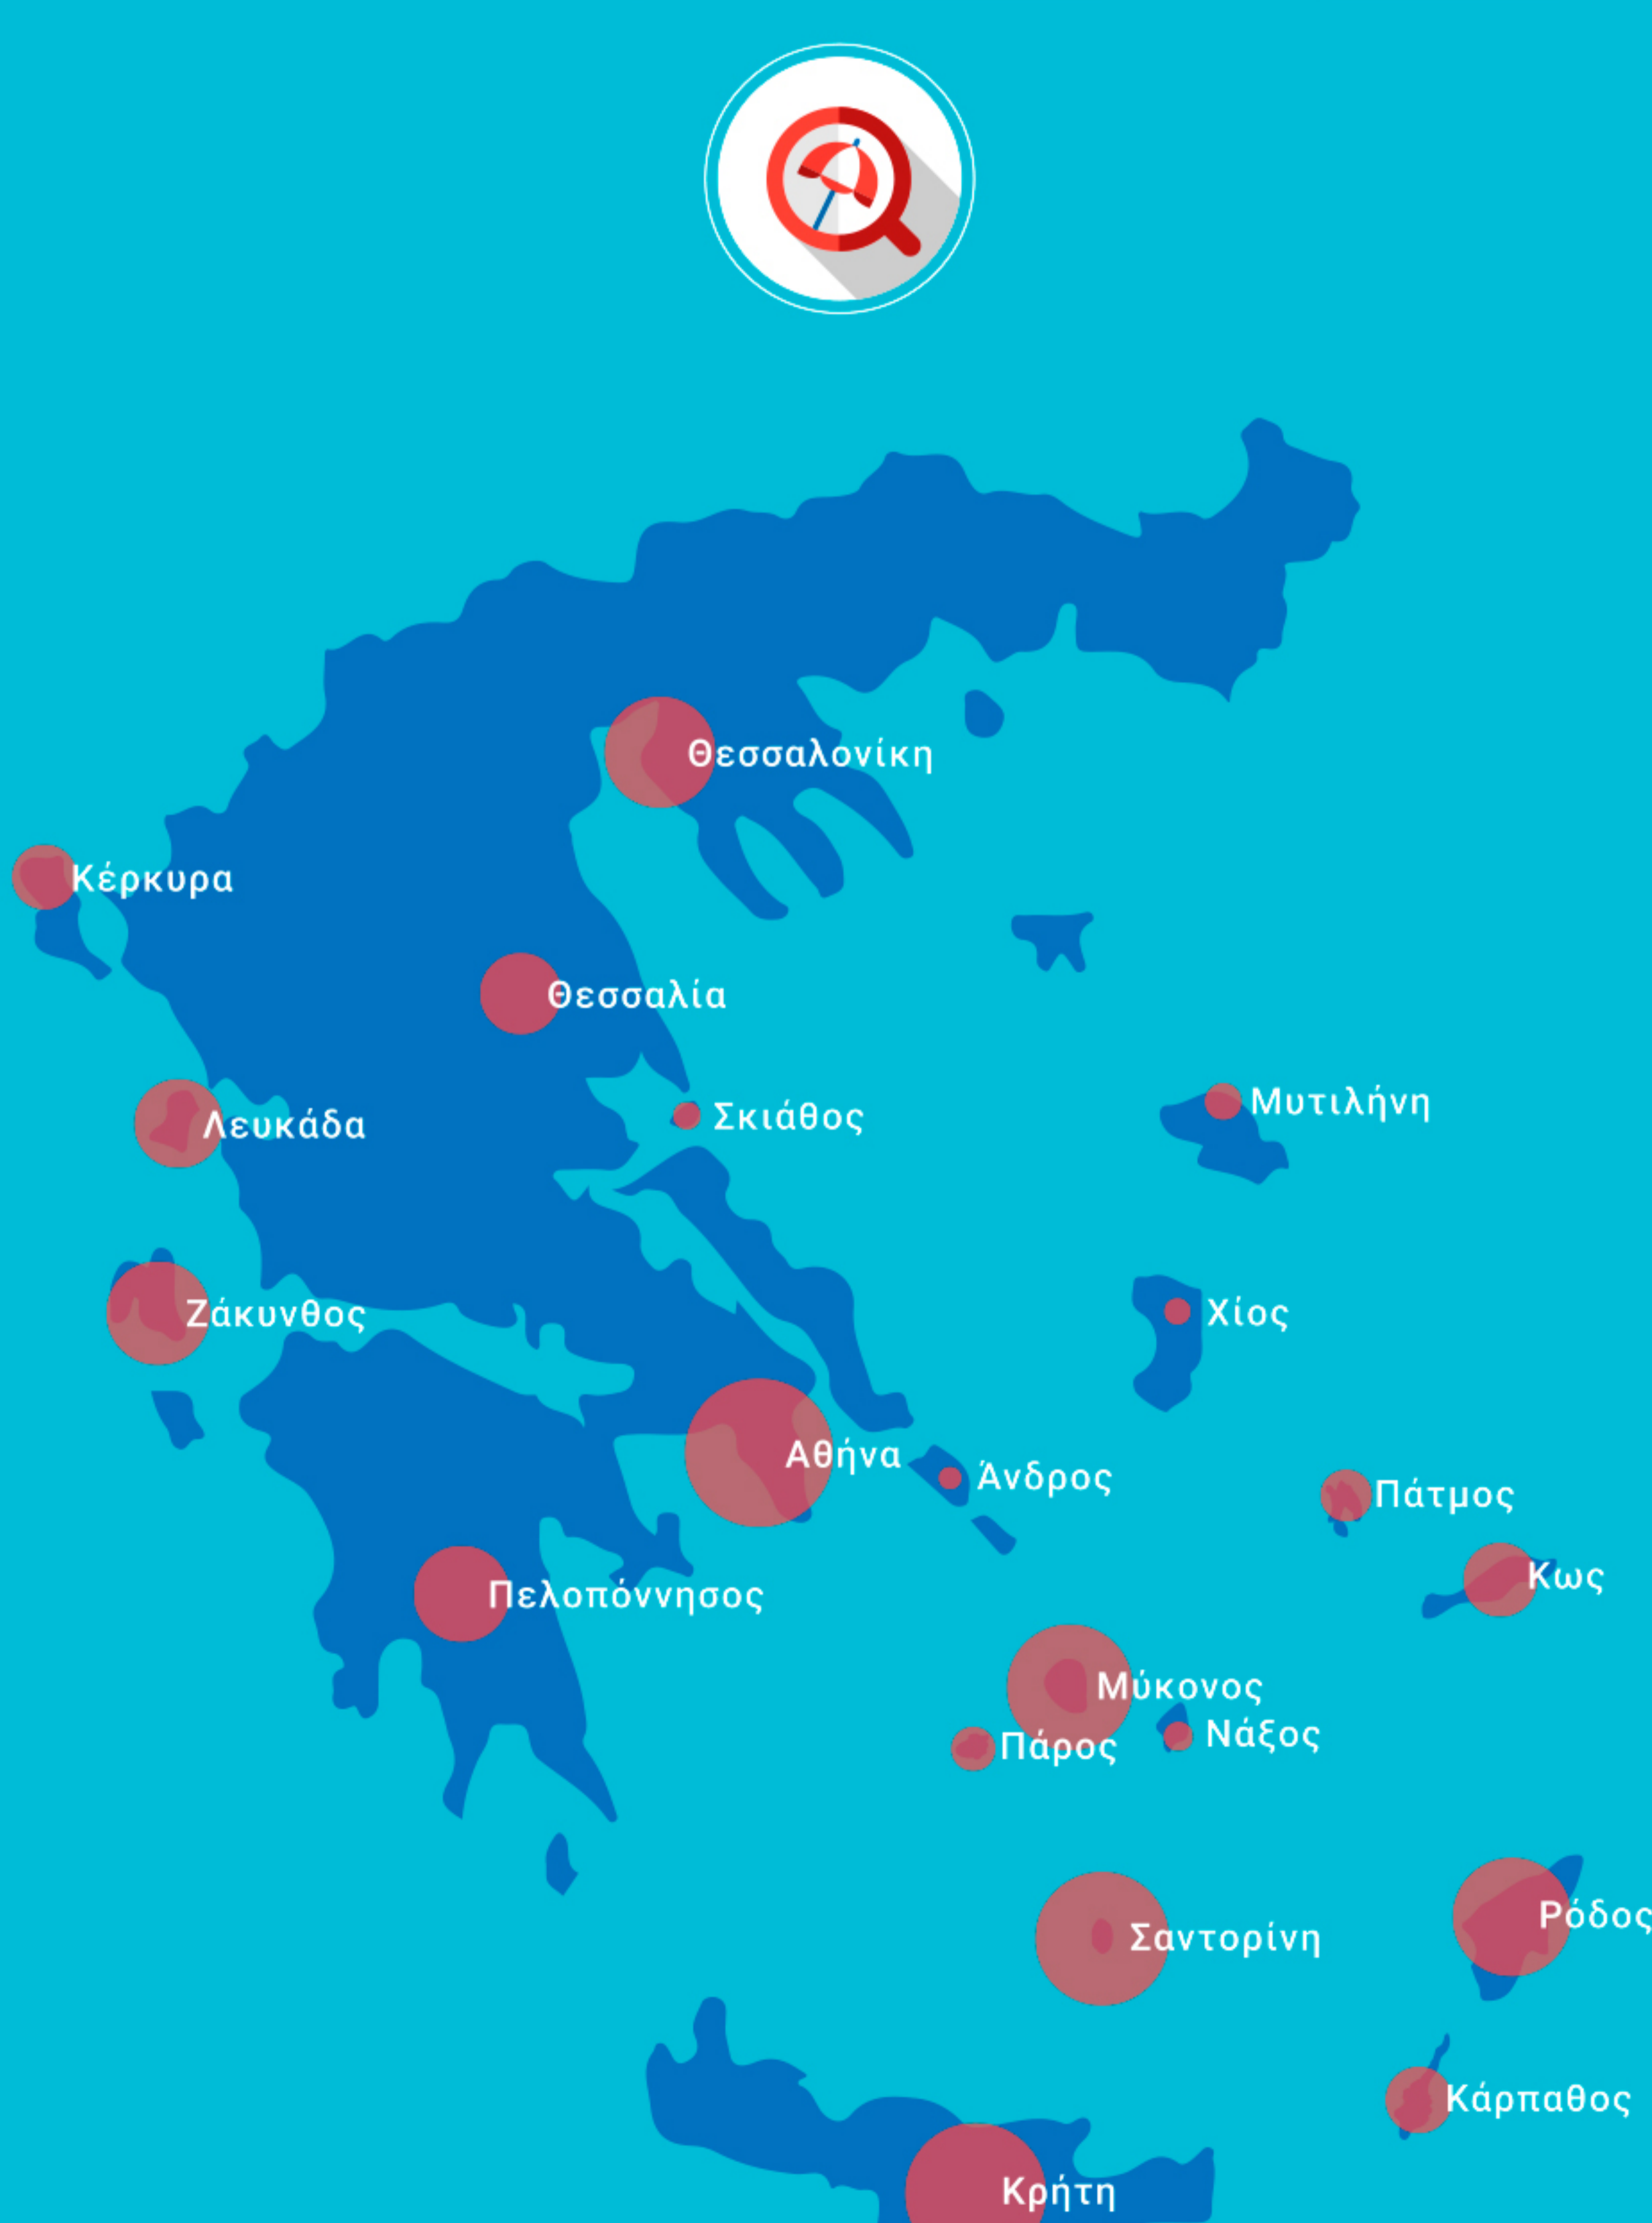 Θεσσαλονίκη
Κέρκυρα
Θεσσαλία
Μυτιλήνη
Σκιάθος
Λευκάδα
Χίος
Ζάκυνθος
Αθήνα
Άνδρος
Πάτμος
Κως
Πελοπόννησος
Μύκονος
Νάξος
Πάρος
Ρόδος
Σαντορίνη
Κάρπαθος
Κρήτη